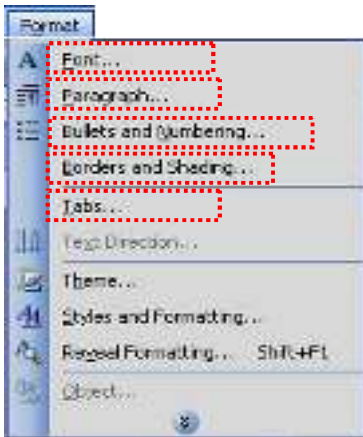 Format
Font...
Paragraph...
Bullets and Numbering...
Borders and Shading...
Tabs...
Text Direction...
Theme...
Styles and Formatting...
Reveal Formatting... Shift+F1
Object...